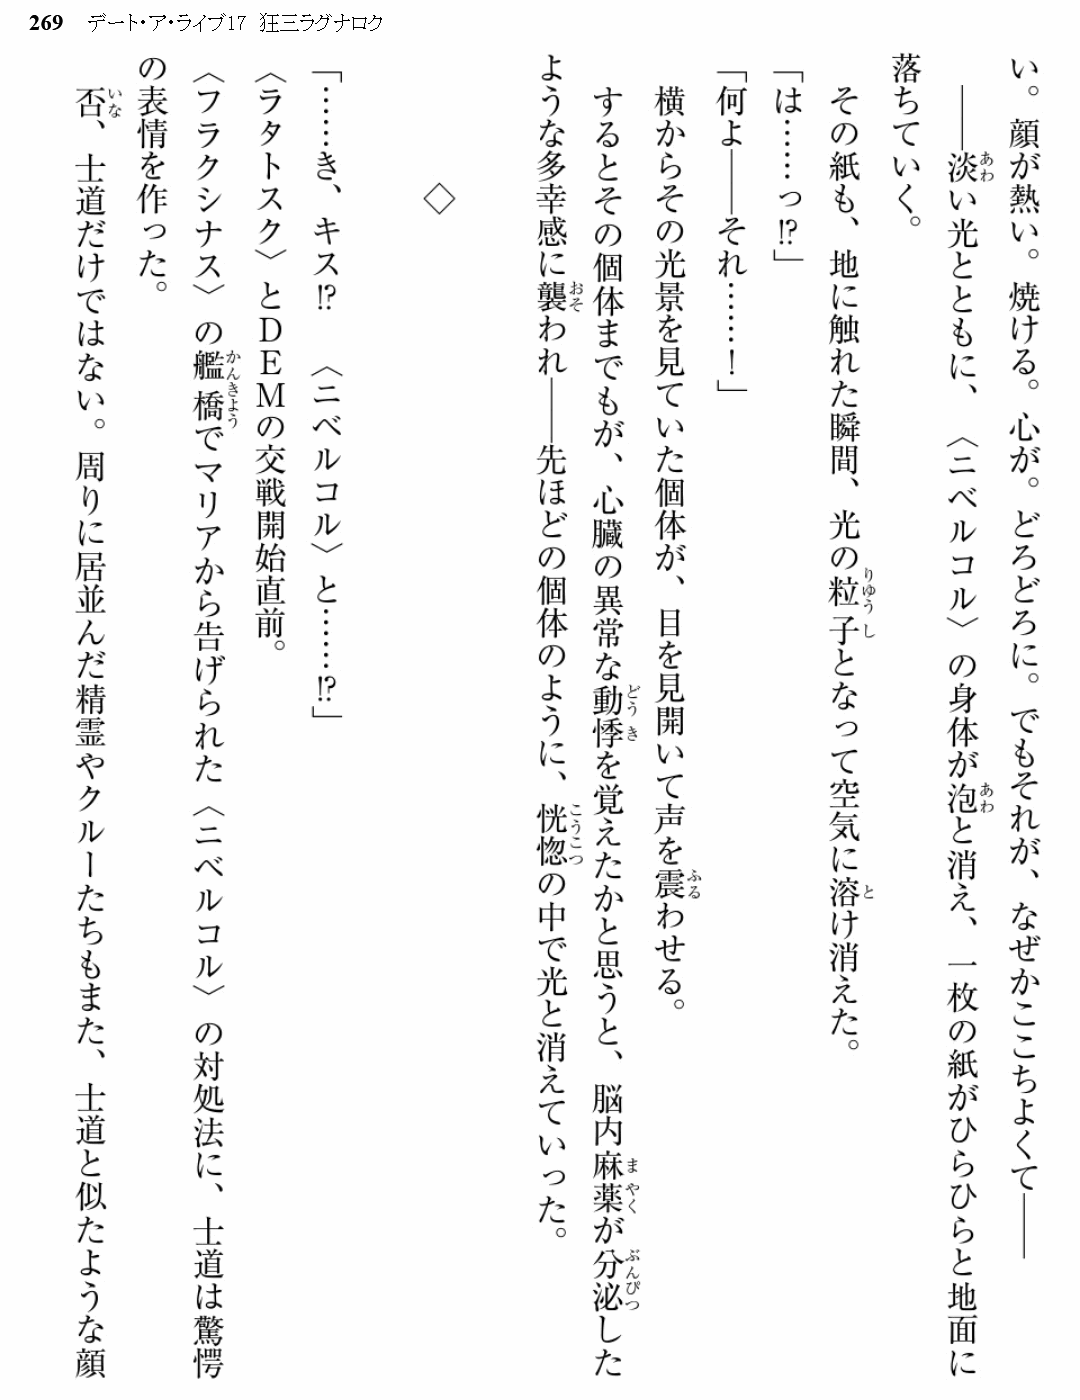 269 デート・ア・ライブ17 狂三ラグナロク
い。顔が熱い。焼ける。心が。どろどろに。でもそれが、なぜかここちよくて――
――淡い光とともに、〈ニベルコル〉の身体が泡と消え、一枚の紙がひらひらと地面に
落ちていく。
その紙も、地に触れた瞬間、光の粒子となって空気に溶け消えた。
「は……っ!?」
「何よ――それ……！」
横からその光景を見ていた個体が、目を見開いて声を震わせる。
するとその個体までもが、心臓の異常な動悸を覚えたかと思うと、脳内麻薬が分泌した
ような多幸感に襲われ――先ほどの個体のように、恍惚の中で光と消えていった。
◇
「……き、キス!? 〈ニベルコル〉と……!?」
〈ラタトスク〉とＤＥＭの交戦開始直前。
〈フラクシナス〉の艦橋でマリアから告げられた〈ニベルコル〉の対処法に、士道は驚愕
の表情を作った。
否、士道だけではない。周りに居並んだ精霊やクルーたちもまた、士道と似たような顔